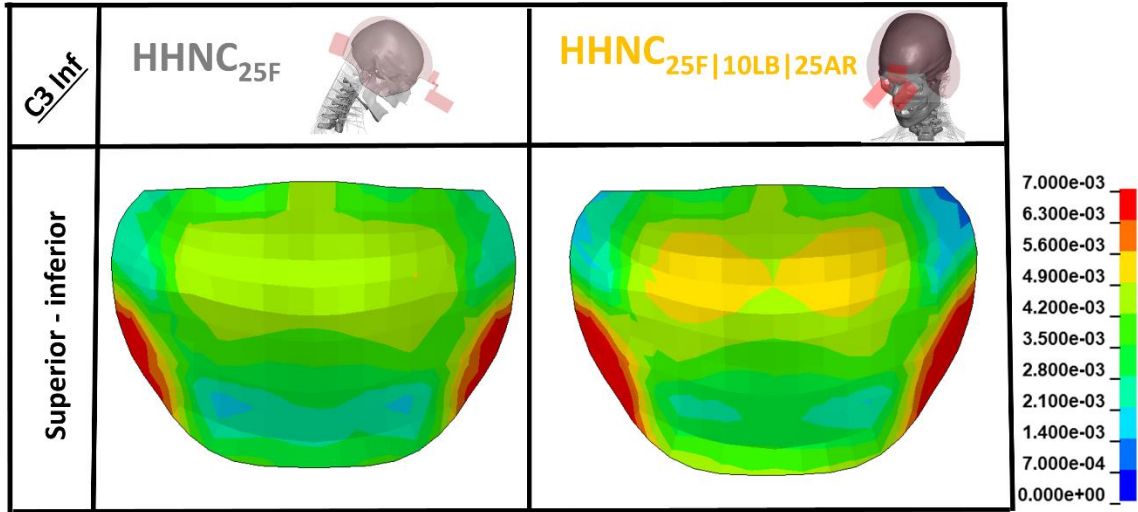 C3 Inf
HHNC25F
HHNC25F|10LB|25AR
Superior - inferior
7.000e-03
6.300e-03
5.600e-03
4.900e-03
4.200e-03
3.500e-03
2.800e-03
2.100e-03
1.400e-03
7.000e-04
0.000e+00